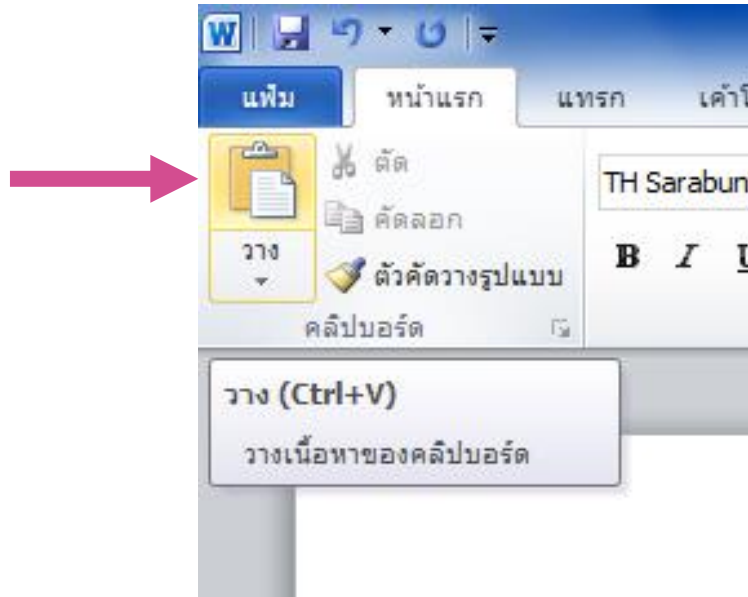 W
แฟ้ม หน้าแรก แทรก
ตัด
TH Sarabun
คัดลอก
วาง
B I U
ตัวคัดวางรูปแบบ
คลิปบอร์ด
วาง (Ctrl+V)
วางเนื้อหาของคลิปบอร์ด